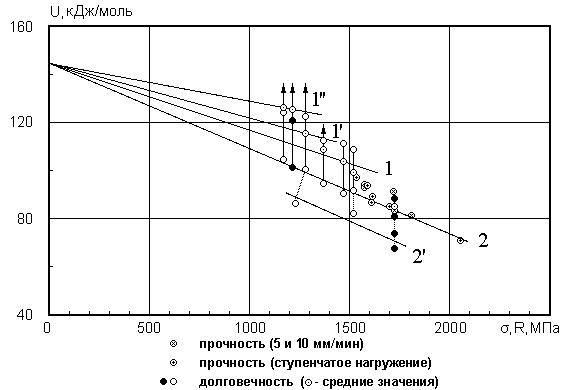 U, кДж/моль
160
120
80
40
1"
1'
1
2
2'
0 500 1000 1500 2000 σ,R,МПа
прочность (5 и 10 мм/мин)
прочность (ступенчатое нагружение)
долговечность (○ - средние значения)